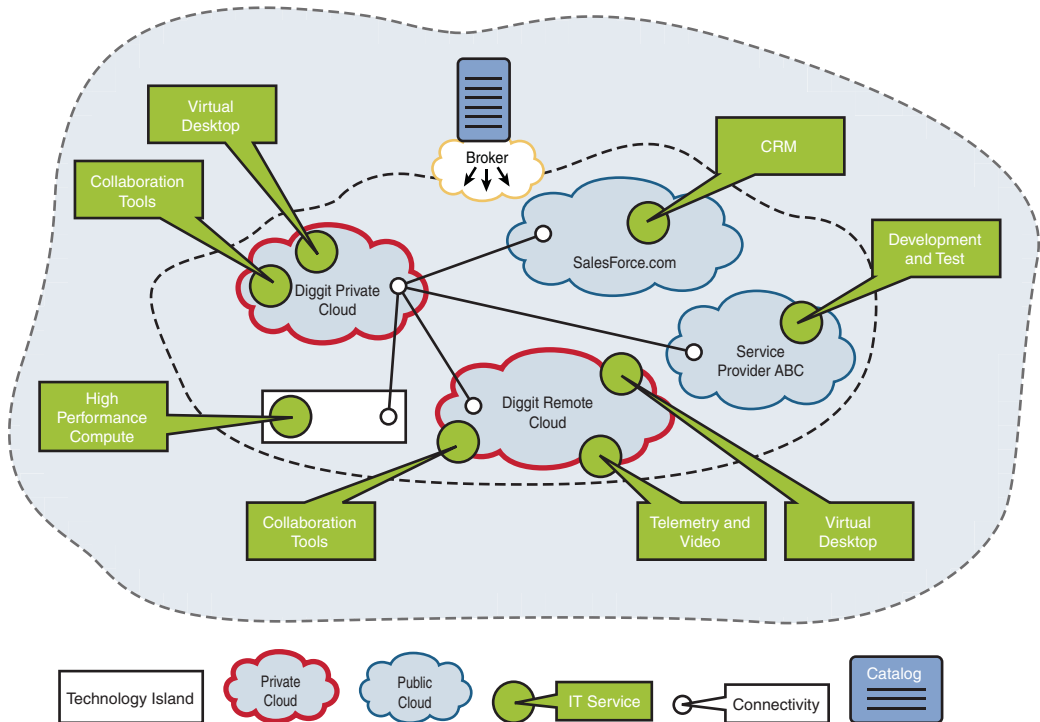 Virtual
Desktop
Broker
CRM
Collaboration
Tools
Development
and Test
SalesForce.com
Diggit Private
Cloud
Service
Provider ABC
High
Performance
Compute
Diggit Remote
Cloud
Collaboration
Tools
Telemetry and
Video
Virtual
Desktop
Technology Island
Private
Cloud
Public
Cloud
IT Service
Connectivity
Catalog